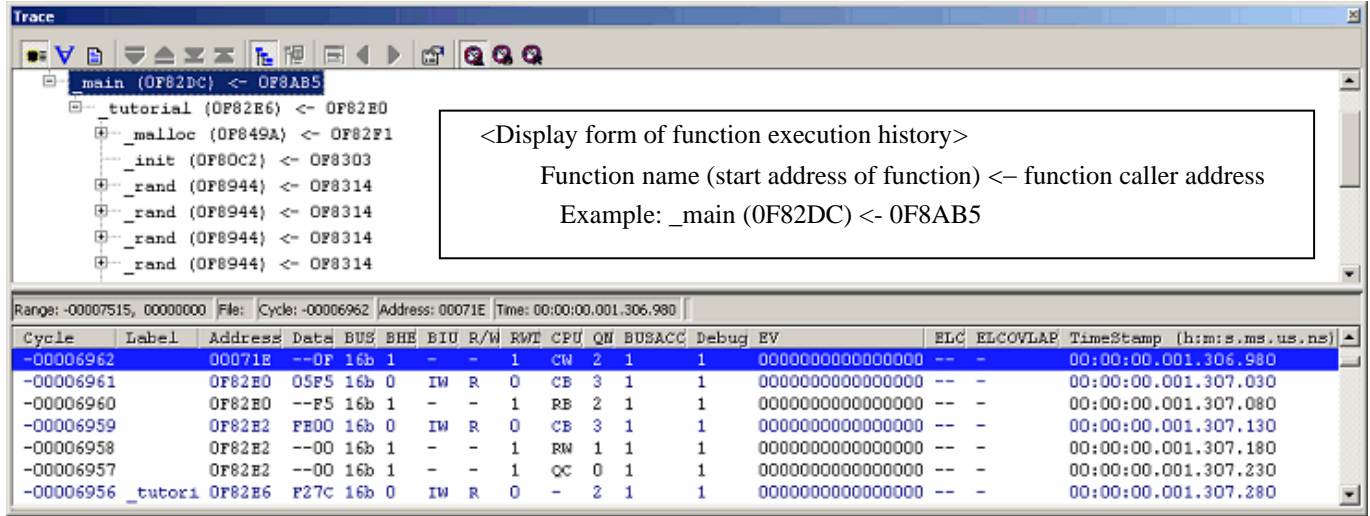 Trace
_main (0F82DC) <- 0F8AB5
_tutorial (0F82E6) <- 0F82E0
_malloc (0F849A) <- 0F82F1
_init (0F80C2) <- 0F8303
_rand (0F8944) <- 0F8314
_rand (0F8944) <- 0F8314
_rand (0F8944) <- 0F8314
_rand (0F8944) <- 0F8314
<Display form of function execution history>
Function name (start address of function) <– function caller address
Example: _main (0F82DC) <- 0F8AB5
Range: -00007515, 00000000 File: Cycle: -00006962 Address: 00071E Time: 00:00:00.001.306.980
Cycle Label Address Data BUS BHE BIU R/W RWT CPU QN BUSACC Debug EV ELC ELCOVLAP TimeStamp (h:m:s.ms.us.ns)
-00006962 00071E --0F 16b 1 - - 1 CW 2 1 1 0000000000000000 -- - 00:00:00.001.306.980
-00006961 0F82E0 05F5 16b 0 IW R 0 CB 3 1 1 0000000000000000 -- - 00:00:00.001.307.030
-00006960 0F82E0 --F5 16b 1 - - 1 RB 2 1 1 0000000000000000 -- - 00:00:00.001.307.080
-00006959 0F82E2 FE00 16b 0 IW R 0 CB 3 1 1 0000000000000000 -- - 00:00:00.001.307.130
-00006958 0F82E2 --00 16b 1 - - 1 RW 1 1 1 0000000000000000 -- - 00:00:00.001.307.180
-00006957 0F82E2 --00 16b 1 - - 1 QC 0 1 1 0000000000000000 -- - 00:00:00.001.307.230
-00006956 _tutori 0F82E6 F27C 16b 0 IW R 0 - 2 1 1 0000000000000000 -- - 00:00:00.001.307.280